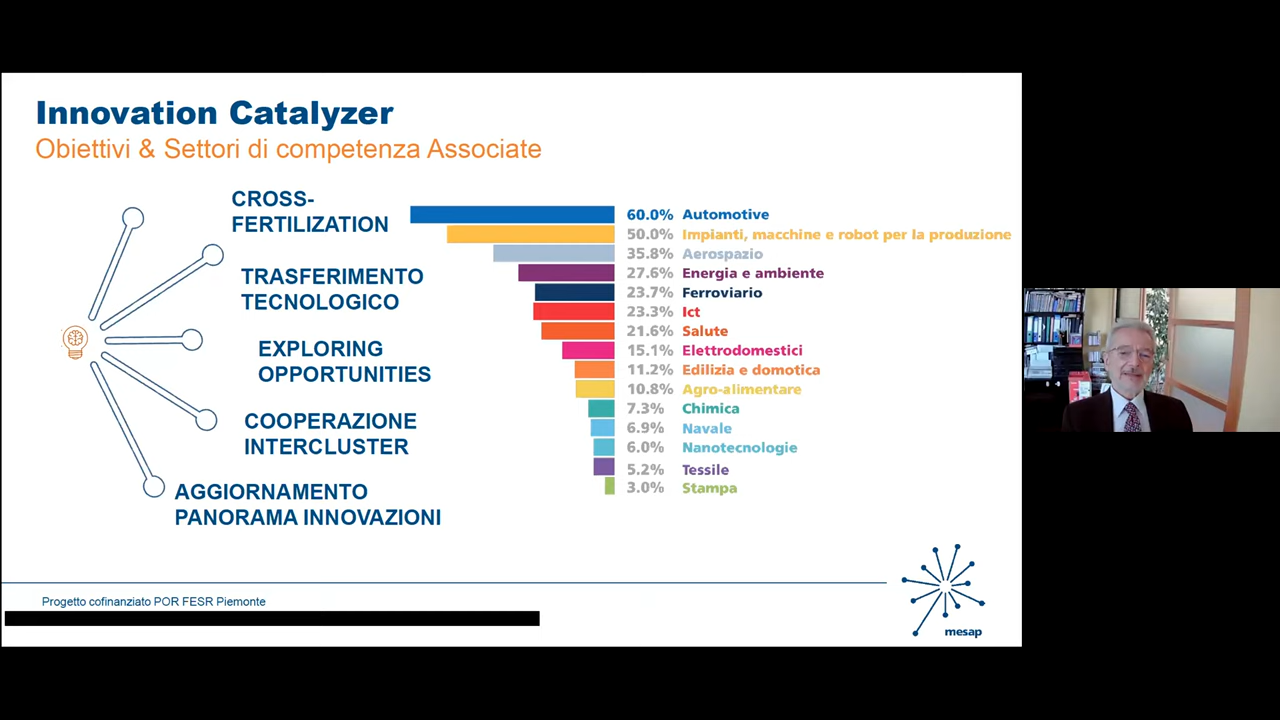 Innovation Catalyzer
Obiettivi & Settori di competenza Associate
CROSS-
FERTILIZATION
TRASFERIMENTO
TECNOLOGICO
EXPLORING
OPPORTUNITIES
COOPERAZIONE
INTERCLUSTER
AGGIORNAMENTO
PANORAMA INNOVAZIONI
60.0% Automotive
50.0% Impianti, macchine e robot per la produzione
35.8% Aerospazio
27.6% Energia e ambiente
23.7% Ferroviario
23.3% Ict
21.6% Salute
15.1% Elettrodomestici
11.2% Edilizia e domotica
10.8% Agro-alimentare
7.3% Chimica
6.9% Navale
6.0% Nanotecnologie
5.2% Tessile
3.0% Stampa
Progetto cofinanziato POR FESR Piemonte
mesap